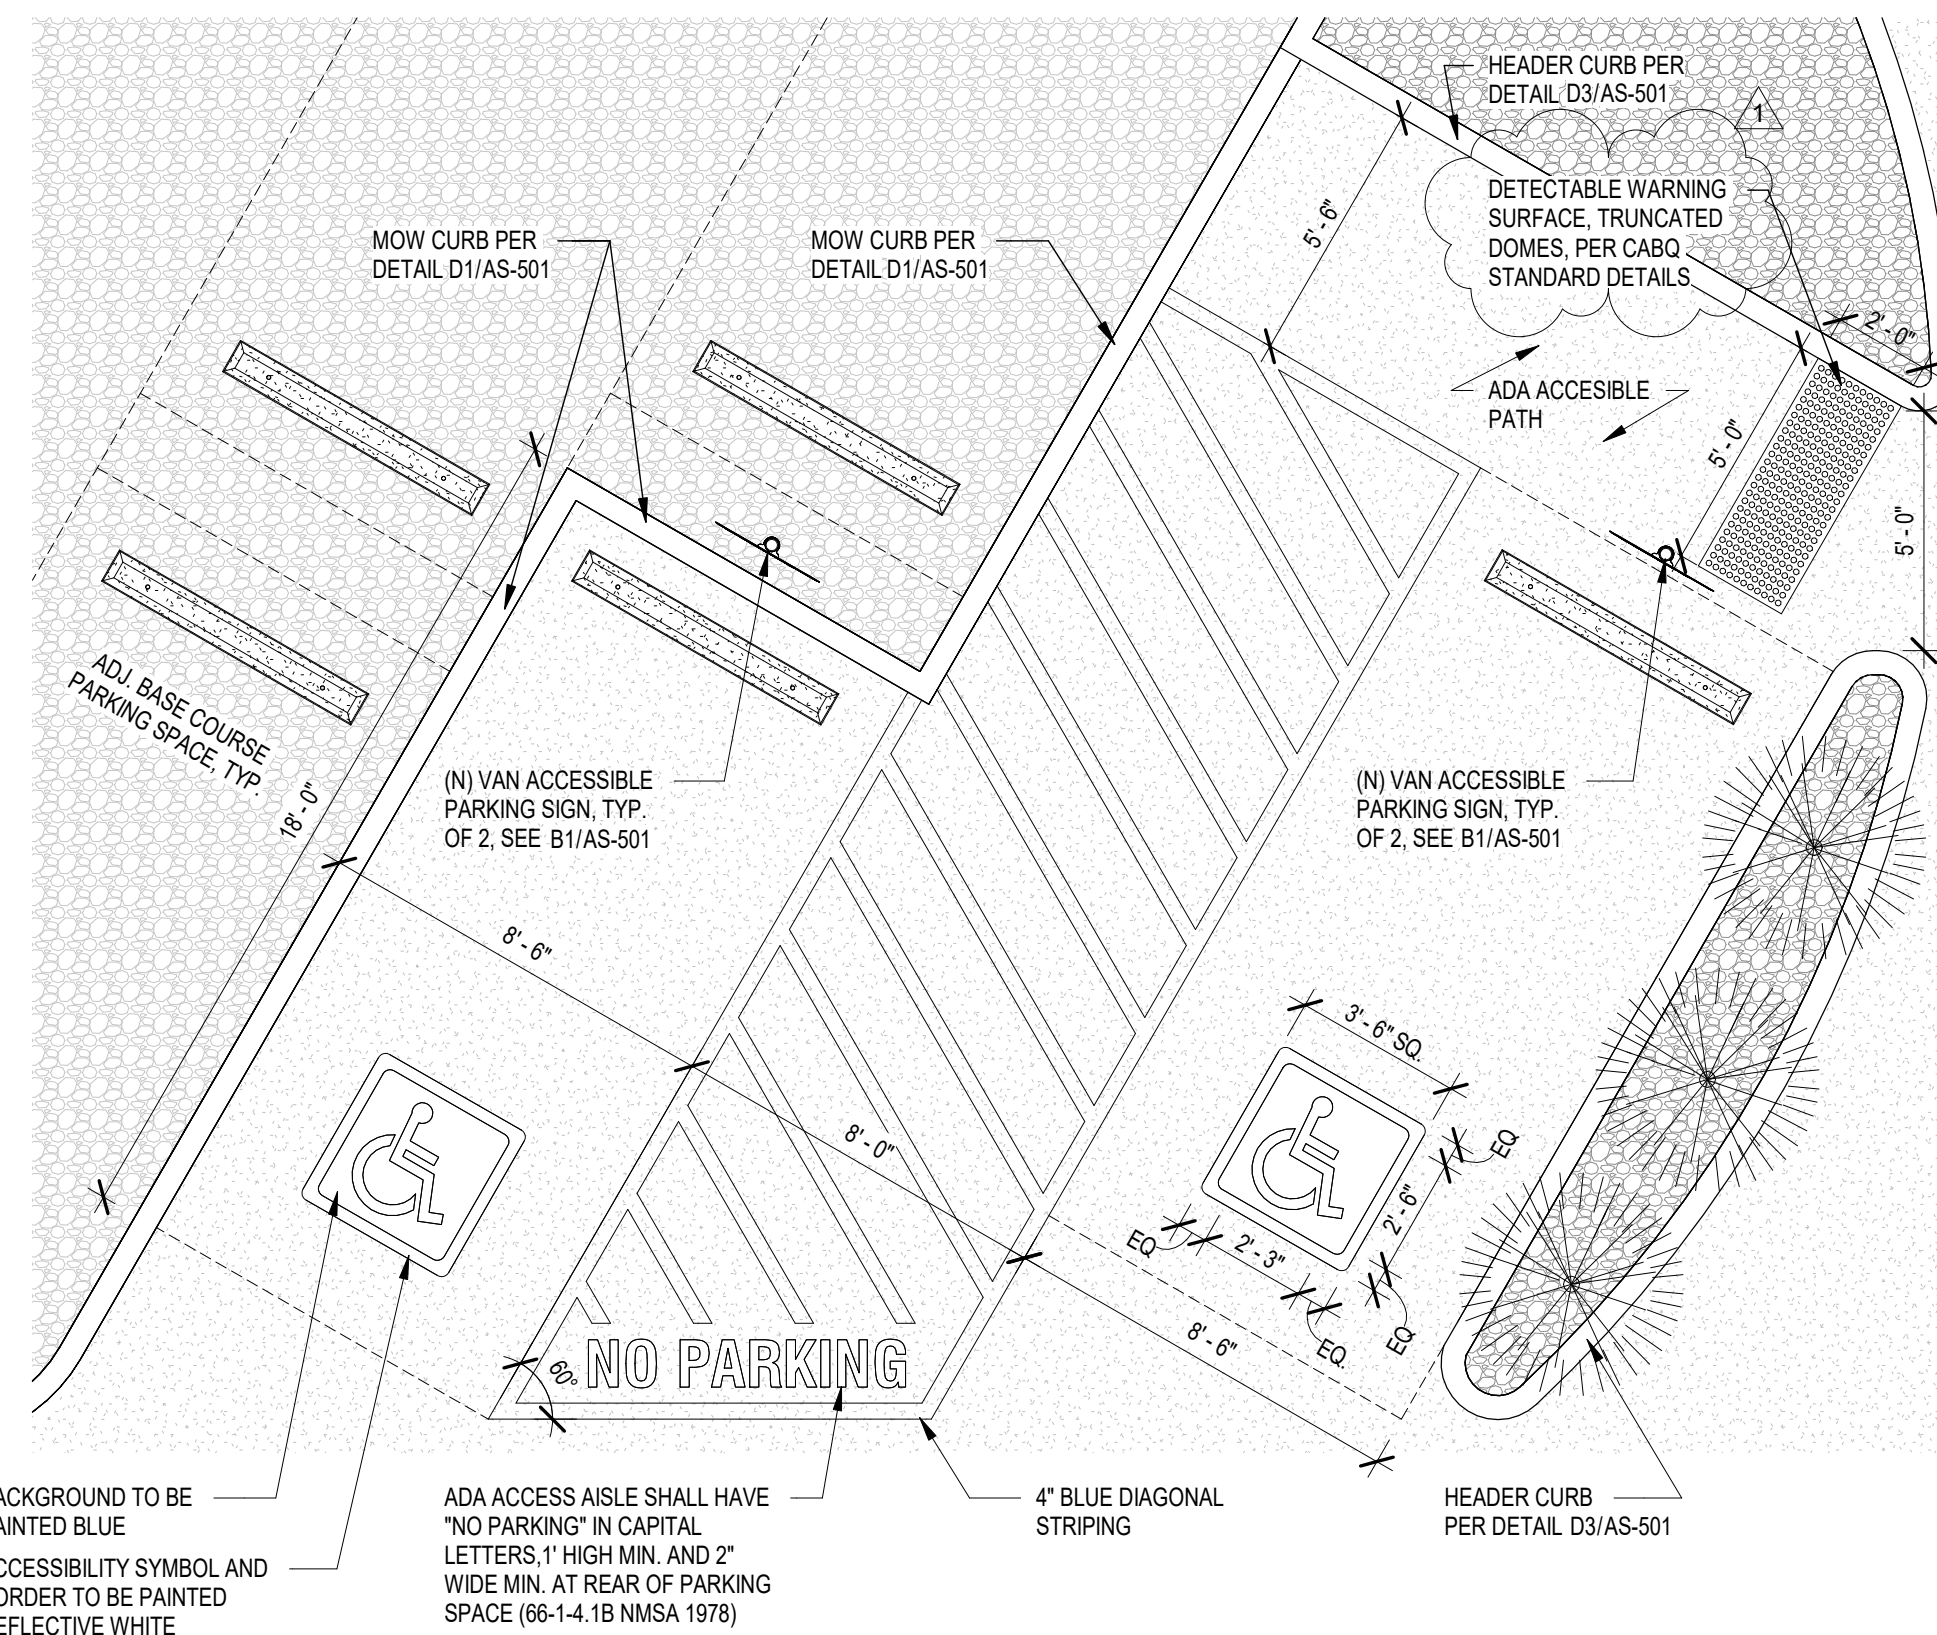 HEADER CURB PER
DETAIL D3/AS-501
1
DETECTABLE WARNING
SURFACE, TRUNCATED
DOMES, PER CABQ
STANDARD DETAILS
MOW CURB PER
DETAIL D1/AS-501
MOW CURB PER
DETAIL D1/AS-501
5'- 6"
2'- 0"
ADA ACCESIBLE
PATH
5'- 0"
5'- 0"
ADJ. BASE COURSE
PARKING SPACE, TYP.
18'- 0"
(N) VAN ACCESSIBLE
PARKING SIGN, TYP.
OF 2, SEE B1/AS-501
(N) VAN ACCESSIBLE
PARKING SIGN, TYP.
OF 2, SEE B1/AS-501
8'- 6"
8'- 0"
3'- 6" SQ.
EQ
2'- 6"
EQ
2'- 3"
EQ.
EQ
8'- 6"
60°
NO PARKING
ACKGROUND TO BE
AINTED BLUE
CCESSIBILITY SYMBOL AND
ORDER TO BE PAINTED
EFLECTIVE WHITE
ADA ACCESS AISLE SHALL HAVE
"NO PARKING" IN CAPITAL
LETTERS,1' HIGH MIN. AND 2"
WIDE MIN. AT REAR OF PARKING
SPACE (66-1-4.1B NMSA 1978)
4" BLUE DIAGONAL
STRIPING
HEADER CURB
PER DETAIL D3/AS-501